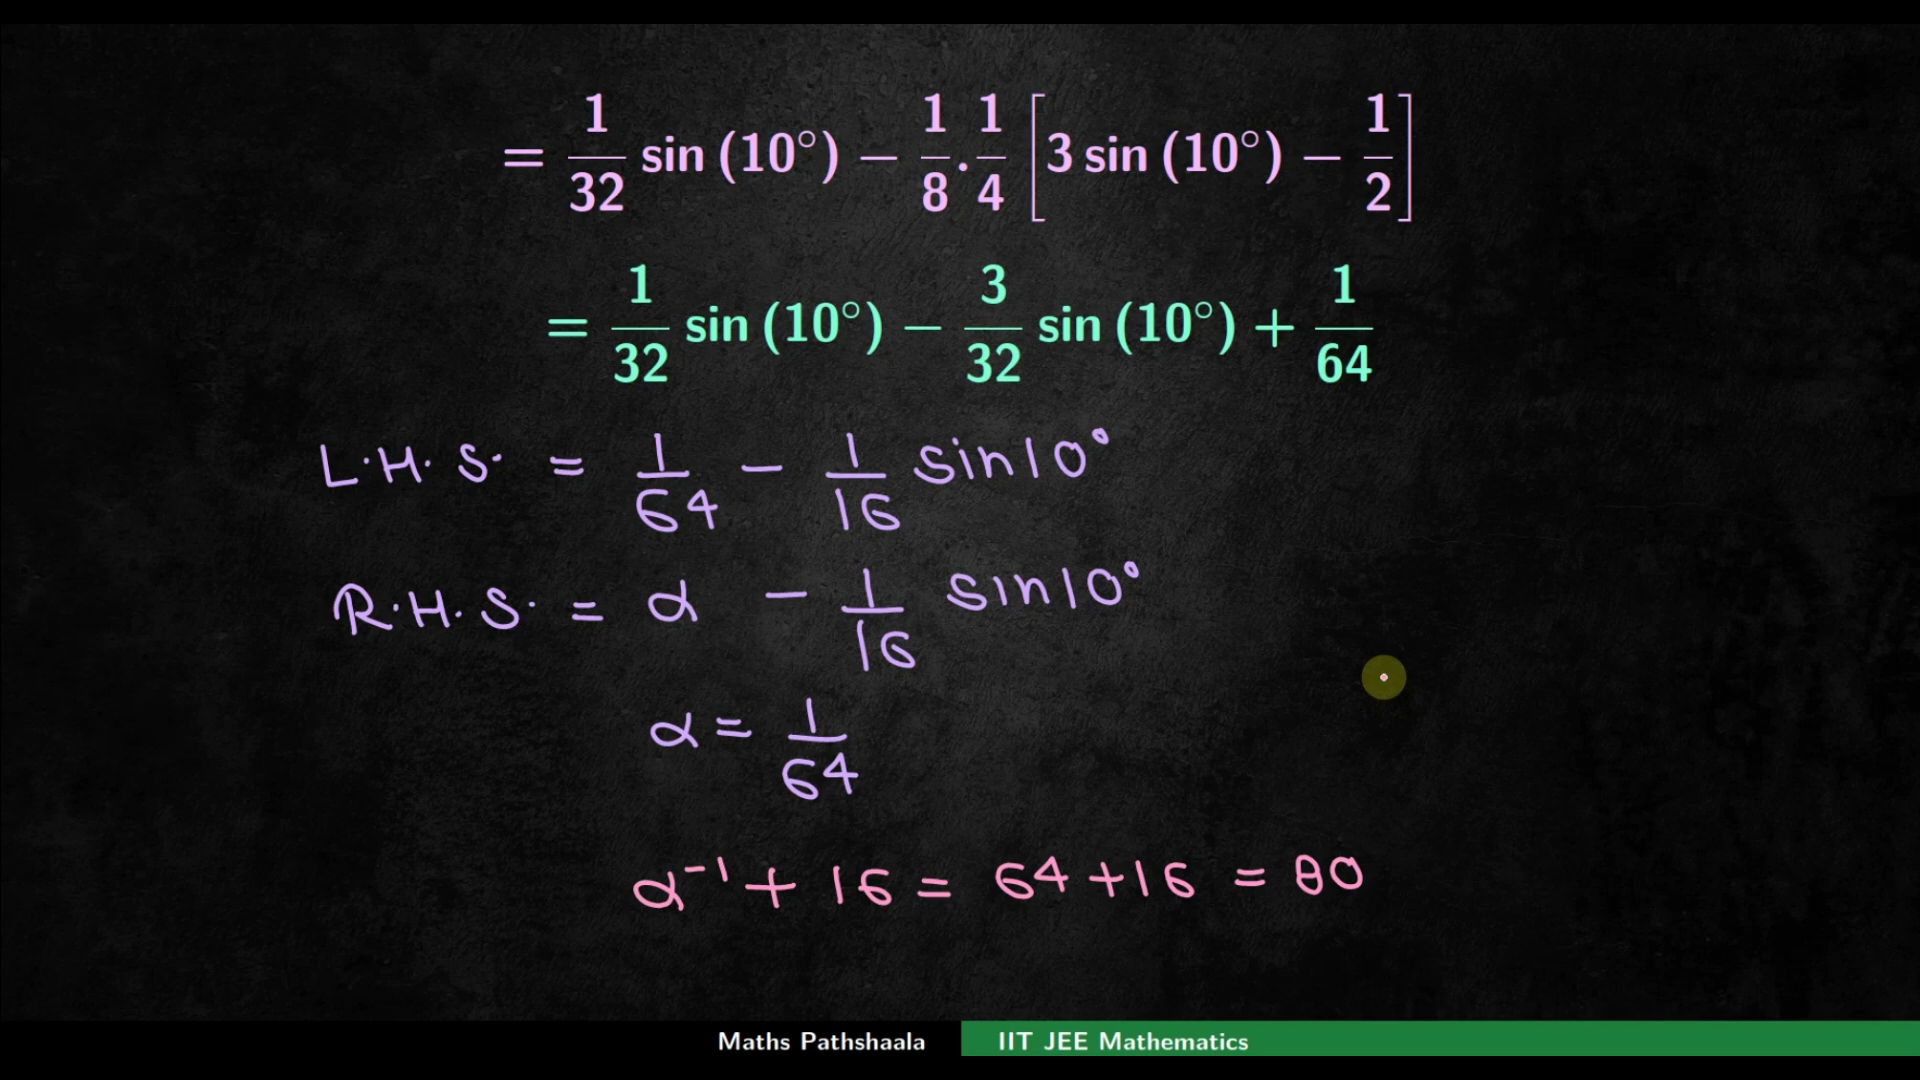 = 1/32 sin (10°) − 1/8 . 1/4 [3 sin (10°) − 1/2]
= 1/32 sin (10°) − 3/32 sin (10°) + 1/64
L.H.S. = 1/64 − 1/16 sin10°
R.H.S. = α − 1/16 sin10°
α = 1/64
α⁻¹ + 16 = 64 + 16 = 80
Maths Pathshaala IIT JEE Mathematics